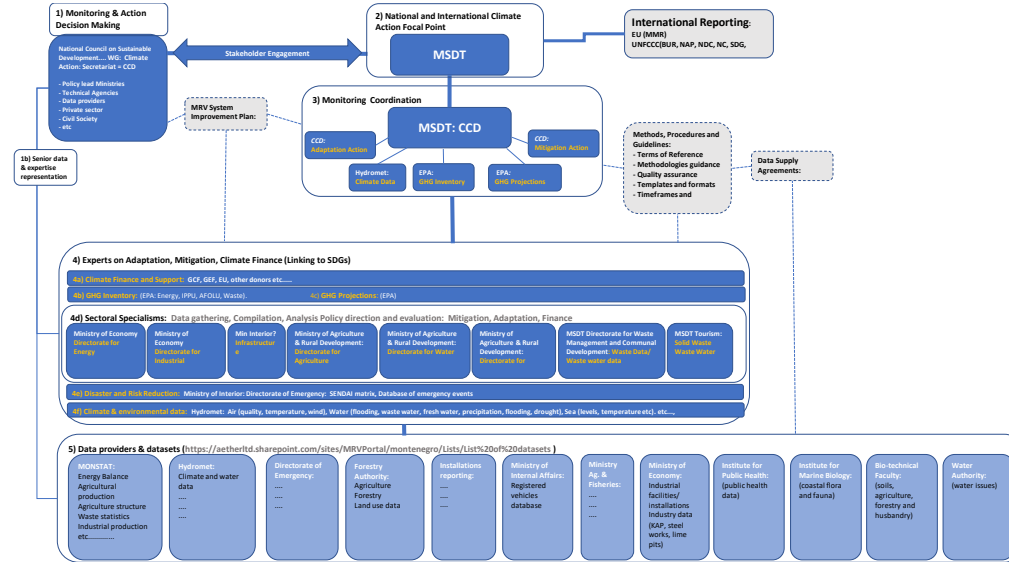 1) Monitoring & Action
Decision Making
National Council on Sustainable
Development.... WG: Climate
Action: Secretariat = CCD
- Policy lead Ministries
- Technical Agencies
- Data providers
- Private sector
- Civil Society
- etc
Stakeholder Engagement
2) National and International Climate
Action Focal Point
MSDT
International Reporting:
EU (MMR)
UNFCCC(BUR, NAP, NDC, NC, SDG,
1b) Senior data
& expertise
representation
MRV System
Improvement Plan:
3) Monitoring Coordination
MSDT: CCD
CCD:
Adaptation Action
CCD:
Mitigation Action
Hydromet:
Climate Data
EPA:
GHG Inventory
EPA:
GHG Projections
Methods, Procedures and
Guidelines:
- Terms of Reference
- Methodologies guidance
- Quality assurance
- Templates and formats
- Timeframes and
Data Supply
Agreements:
4) Experts on Adaptation, Mitigation, Climate Finance (Linking to SDGs)
4a) Climate Finance and Support: GCF, GEF, EU, other donors etc.....
4b) GHG Inventory: (EPA: Energy, IPPU, AFOLU, Waste). 4c) GHG Projections: (EPA)
4d) Sectoral Specialisms: Data gathering, Compilation, Analysis Policy direction and evaluation: Mitigation, Adaptation, Finance
Ministry of Economy
Directorate for
Energy
Ministry of
Economy
Directorate for
Industrial
Min Interior?
Infrastructur
e
Ministry of Agriculture
& Rural Development:
Directorate for
Agriculture
Ministry of Agriculture
& Rural Development:
Directorate for Water
Ministry of
Agriculture & Rural
Development:
Directorate for
MSDT Directorate for Waste
Management and Communal
Development: Waste Data/
Waste water data
MSDT Tourism:
Solid Waste
Waste Water
4e) Disaster and Risk Reduction: Ministry of Interior: Directorate of Emergency: SENDAI matrix, Database of emergency events
4f) Climate & environmental data: Hydromet: Air (quality, temperature, wind), Water (flooding, waste water, fresh water, precipitation, flooding, drought), Sea (levels, temperature etc). etc....,
5) Data providers & datasets (https://aetherltd.sharepoint.com/sites/MRVPortal/montenegro/Lists/List%20of%20datasets )
MONSTAT:
Energy Balance
Agricultural
production
Agriculture structure
Waste statistics
Industrial production
etc..............
Hydromet:
Climate and water
data
....
....
....
Directorate of
Emergency:
....
....
....
Forestry
Authority:
Agriculture
Forestry
Land use data
Installations
reporting:
....
....
....
Ministry of
Internal Affairs:
Registered
vehicles
database
Ministry
Ag. &
Fisheries:
....
....
....
Ministry of
Economy:
Industrial
facilities/
installations
Industry data
(KAP, steel
works, lime
pits)
Institute for
Public Health:
(public health
data)
Institute for
Marine Biology:
(coastal flora
and fauna)
Bio-technical
Faculty:
(soils,
agriculture,
forestry and
husbandry)
Water
Authority:
(water issues)